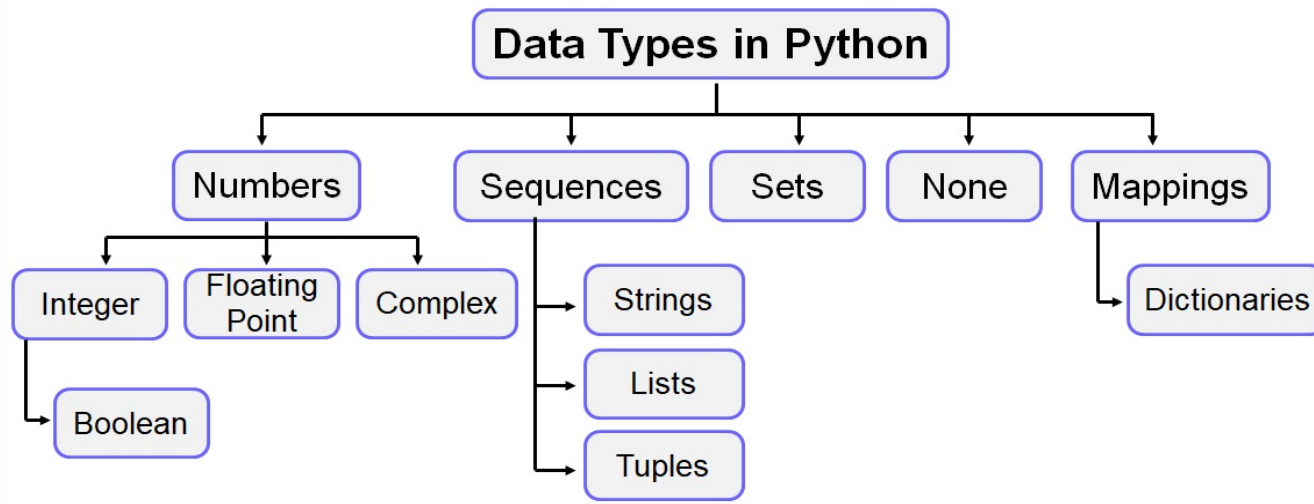 Data Types in Python
Numbers
Sequences
Sets
None
Mappings
Integer
Floating
Point
Complex
Strings
Dictionaries
Lists
Boolean
Tuples